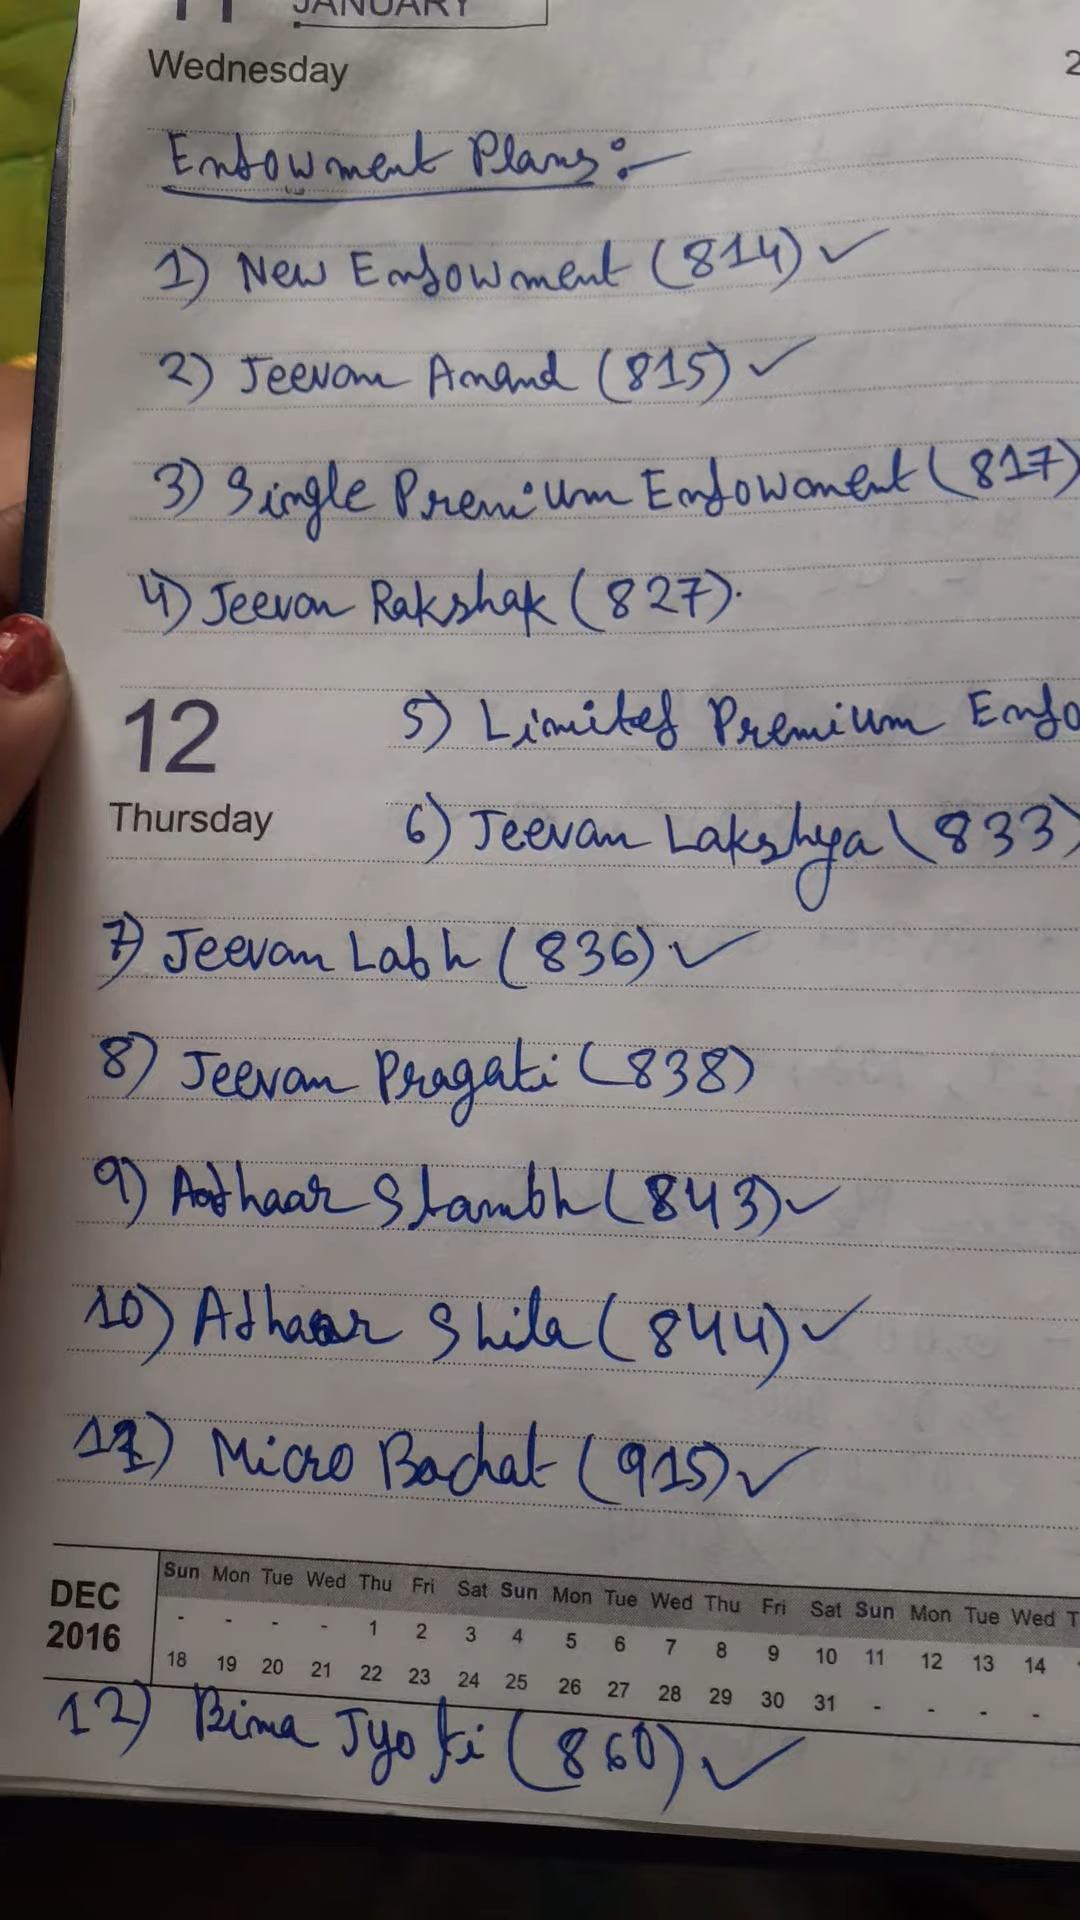 11 JANUARY
Wednesday
2
Endowment Plans:-
1) New Endowment (814) ✓
2) Jeevan Anand (815) ✓
3) Single Premium Endowment (817)
4) Jeevan Rakshak (827).
12
Thursday
5) Limited Premium Endo
6) Jeevan Lakshya (833)
7) Jeevan Labh (836) ✓
8) Jeevan Pragati (838)
9) Aadhaar Stambh (843) ✓
10) Adhaar Shila (844) ✓
11) Micro Bachat (915) ✓
DEC 2016
Sun Mon Tue Wed Thu Fri Sat Sun Mon Tue Wed Thu Fri Sat Sun Mon Tue Wed T
- - - - 1 2 3 4 5 6 7 8 9 10 11 12 13 14
18 19 20 21 22 23 24 25 26 27 28 29 30 31 - - - -
12) Bima Jyoti (860) ✓